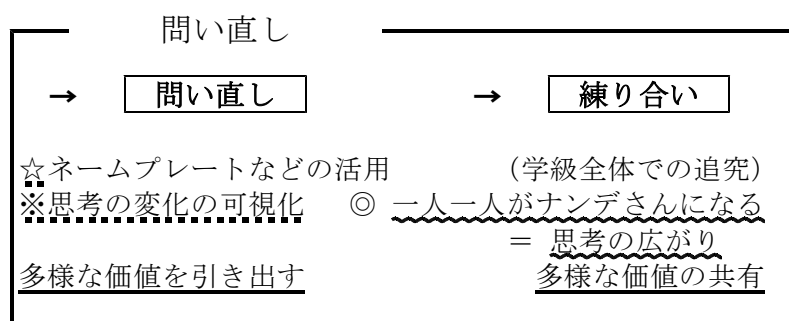 問い直し
→ 問い直し → 練り合い
☆ネームプレートなどの活用 (学級全体での追究)
※思考の変化の可視化 ◎ 一人一人がナンデさんになる
= 思考の広がり
多様な価値を引き出す 多様な価値の共有